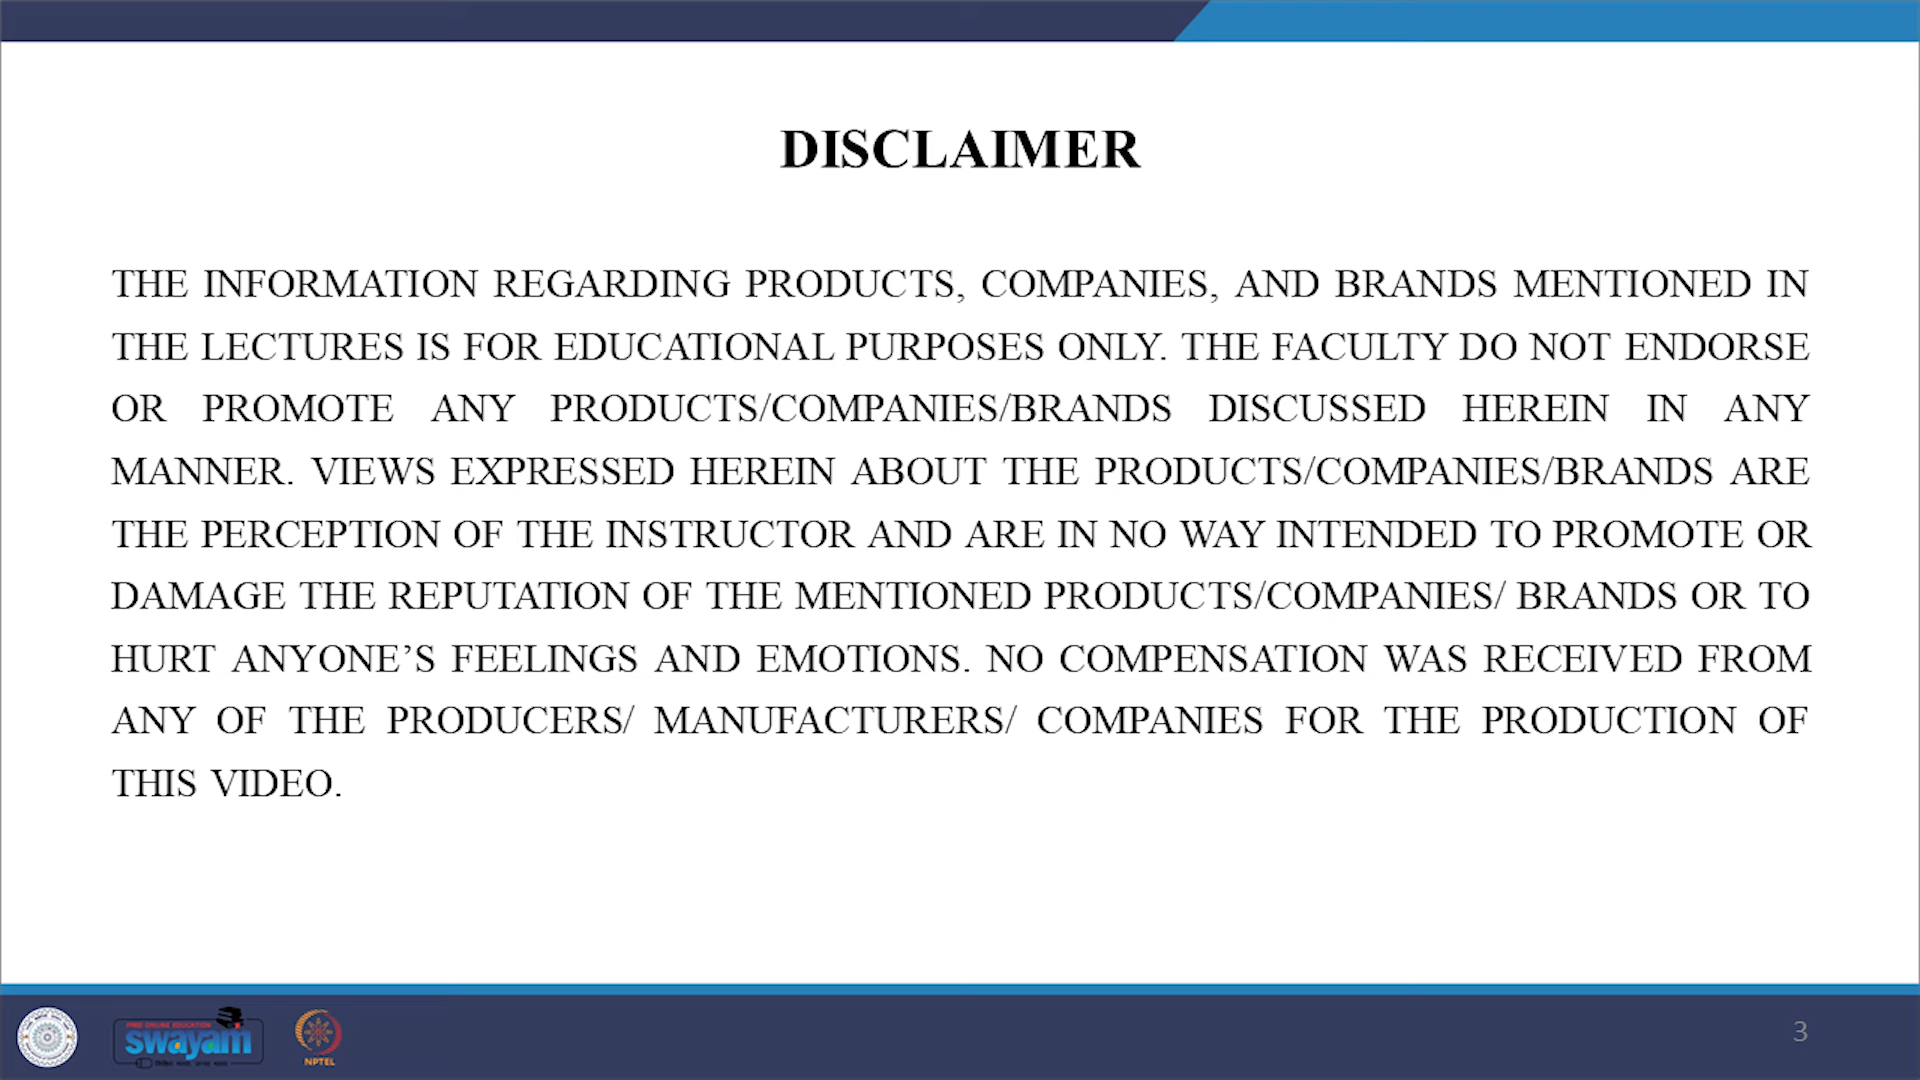 DISCLAIMER
THE INFORMATION REGARDING PRODUCTS, COMPANIES, AND BRANDS MENTIONED IN
THE LECTURES IS FOR EDUCATIONAL PURPOSES ONLY. THE FACULTY DO NOT ENDORSE
OR PROMOTE ANY PRODUCTS/COMPANIES/BRANDS DISCUSSED HEREIN IN ANY
MANNER. VIEWS EXPRESSED HEREIN ABOUT THE PRODUCTS/COMPANIES/BRANDS ARE
THE PERCEPTION OF THE INSTRUCTOR AND ARE IN NO WAY INTENDED TO PROMOTE OR
DAMAGE THE REPUTATION OF THE MENTIONED PRODUCTS/COMPANIES/ BRANDS OR TO
HURT ANYONE’S FEELINGS AND EMOTIONS. NO COMPENSATION WAS RECEIVED FROM
ANY OF THE PRODUCERS/ MANUFACTURERS/ COMPANIES FOR THE PRODUCTION OF
THIS VIDEO.
FREE ONLINE EDUCATION
swayam
NPTEL
3